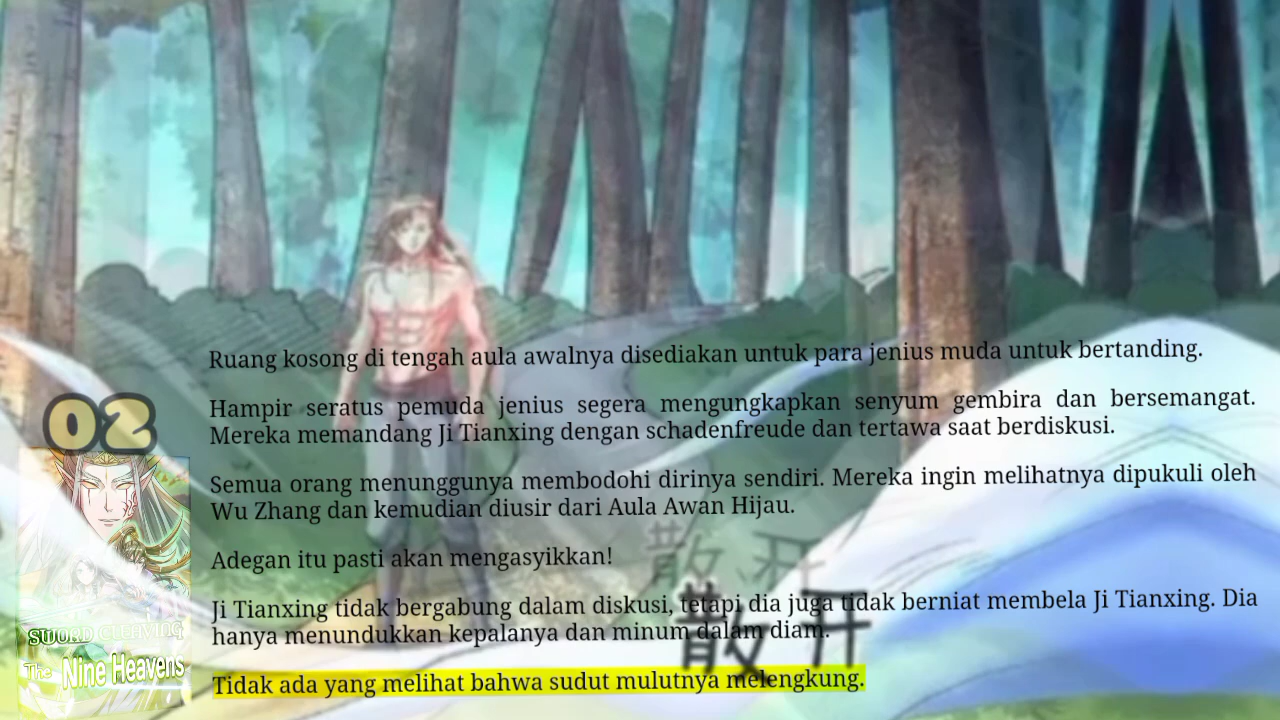 Ruang kosong di tengah aula awalnya disediakan untuk para jenius muda untuk bertanding.
Hampir seratus pemuda jenius segera mengungkapkan senyum gembira dan bersemangat.
Mereka memandang Ji Tianxing dengan schadenfreude dan tertawa saat berdiskusi.
Semua orang menunggunya membodohi dirinya sendiri. Mereka ingin melihatnya dipukuli oleh
Wu Zhang dan kemudian diusir dari Aula Awan Hijau.
Adegan itu pasti akan mengasyikkan!
Ji Tianxing tidak bergabung dalam diskusi, tetapi dia juga tidak berniat membela Ji Tianxing. Dia
hanya menundukkan kepalanya dan minum dalam diam.
Tidak ada yang melihat bahwa sudut mulutnya melengkung.
02
SWORD CLEAVING
The Nine Heavens
散开
散开